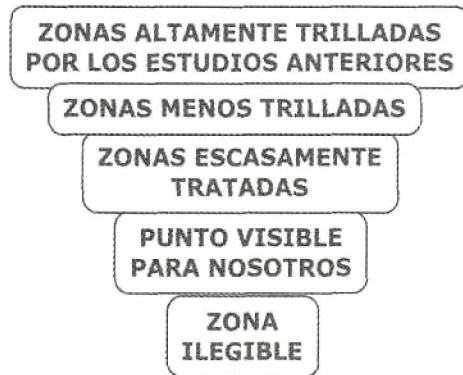 ZONAS ALTAMENTE TRILLADAS
POR LOS ESTUDIOS ANTERIORES
ZONAS MENOS TRILLADAS
ZONAS ESCASAMENTE
TRATADAS
PUNTO VISIBLE
PARA NOSOTROS
ZONA
ILEGIBLE